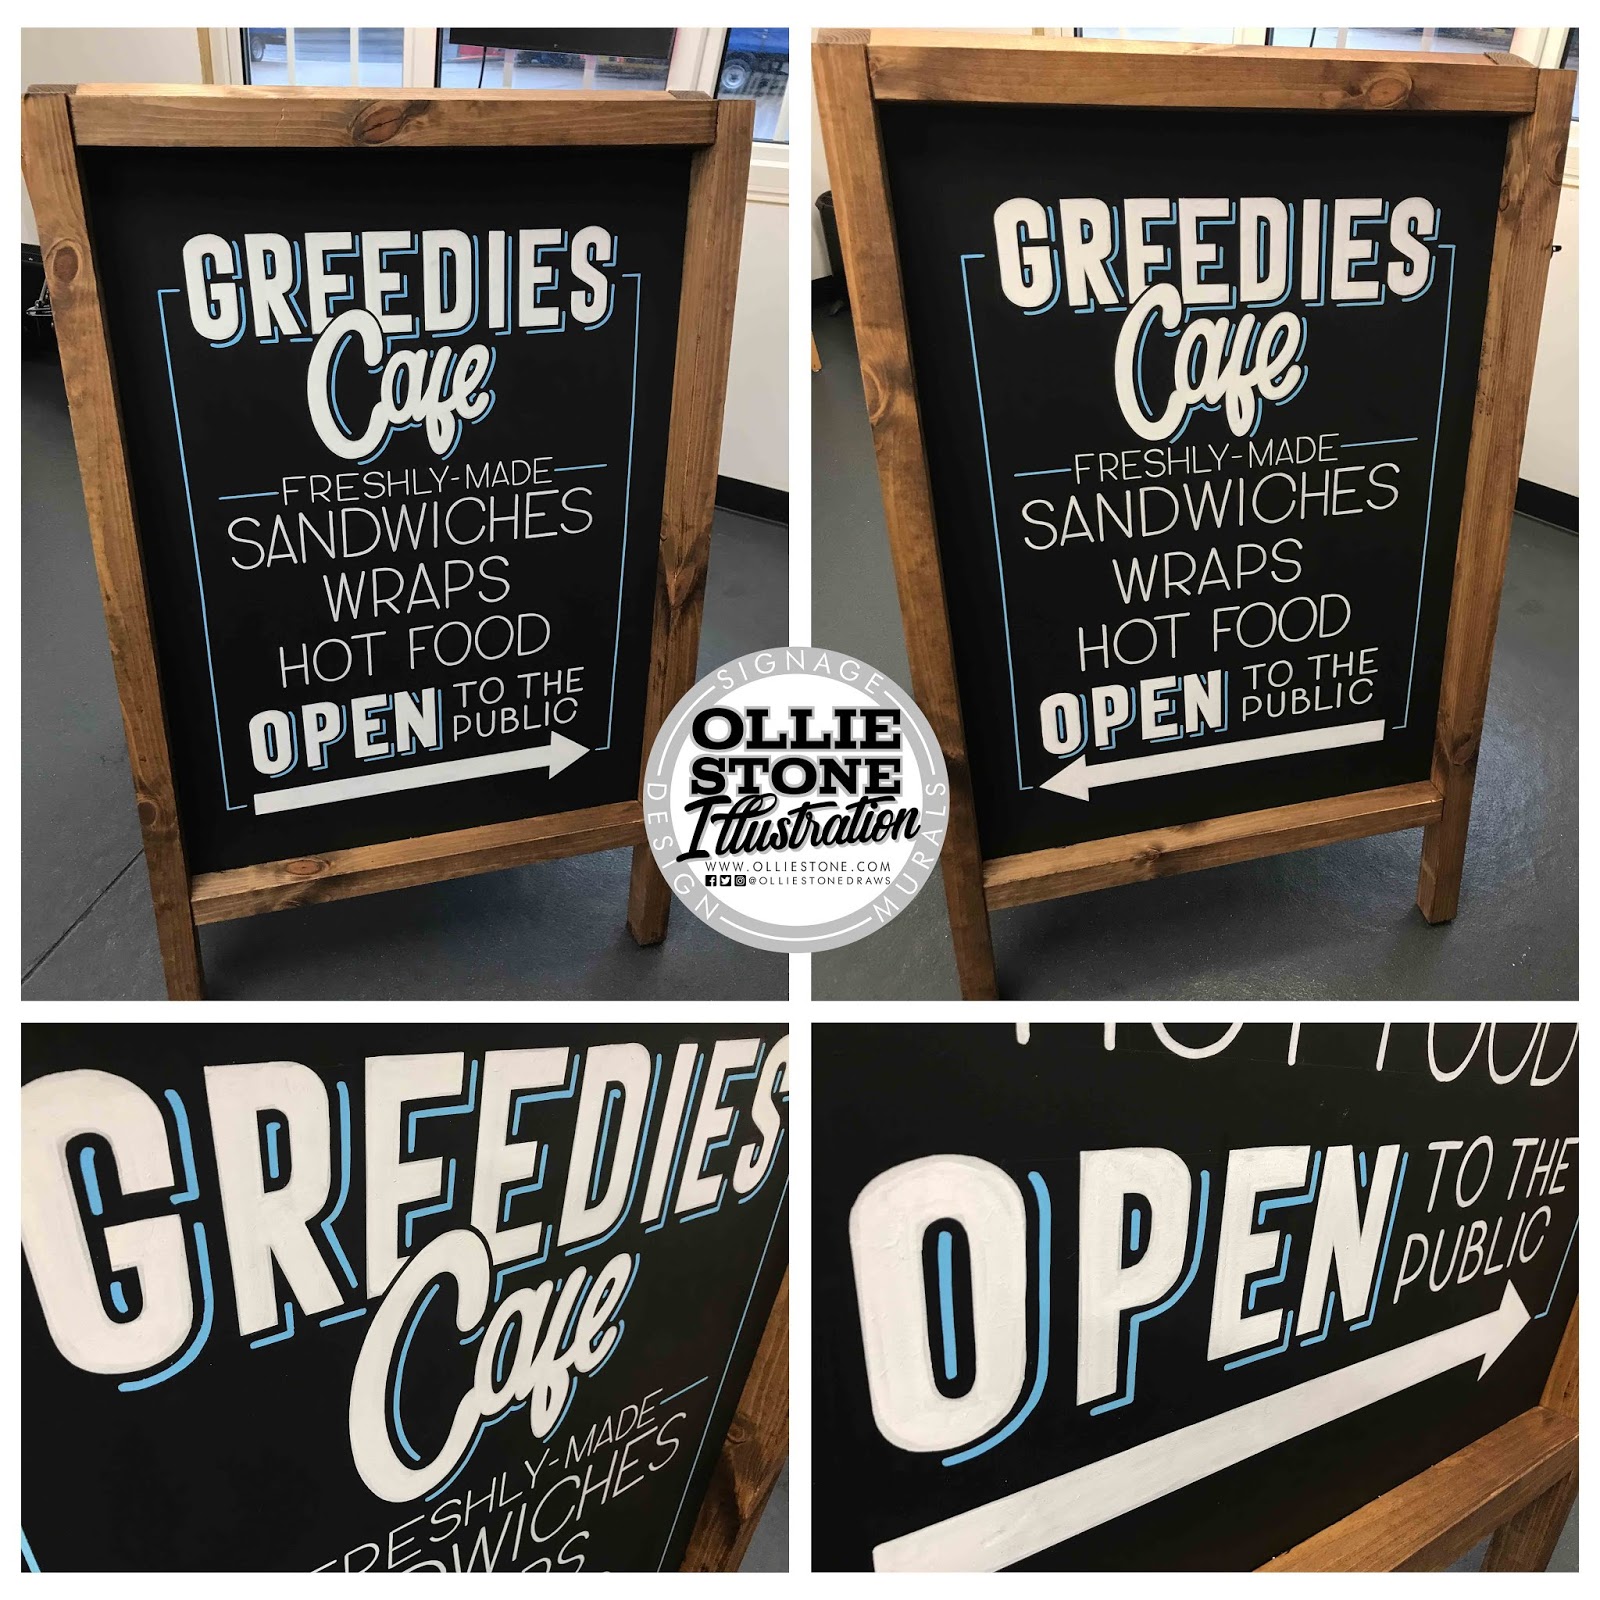 GREEDIES
Cafe
FRESHLY-MADE
SANDWICHES
WRAPS
HOT FOOD
OPEN TO THE
PUBLIC
GREEDIES
Cafe
FRESHLY-MADE
SANDWICHES
WRAPS
HOT FOOD
OPEN TO THE
PUBLIC
SIGNAGE
DESIGN
MURALS
OLLIE
STONE
Illustration
WWW.OLLIESTONE.COM
@OLLIESTONEDRAWS
GREEDIES
Cafe
FRESHLY-MADE
SANDWICHES
HOT FOOD
OPEN TO THE
PUBLIC